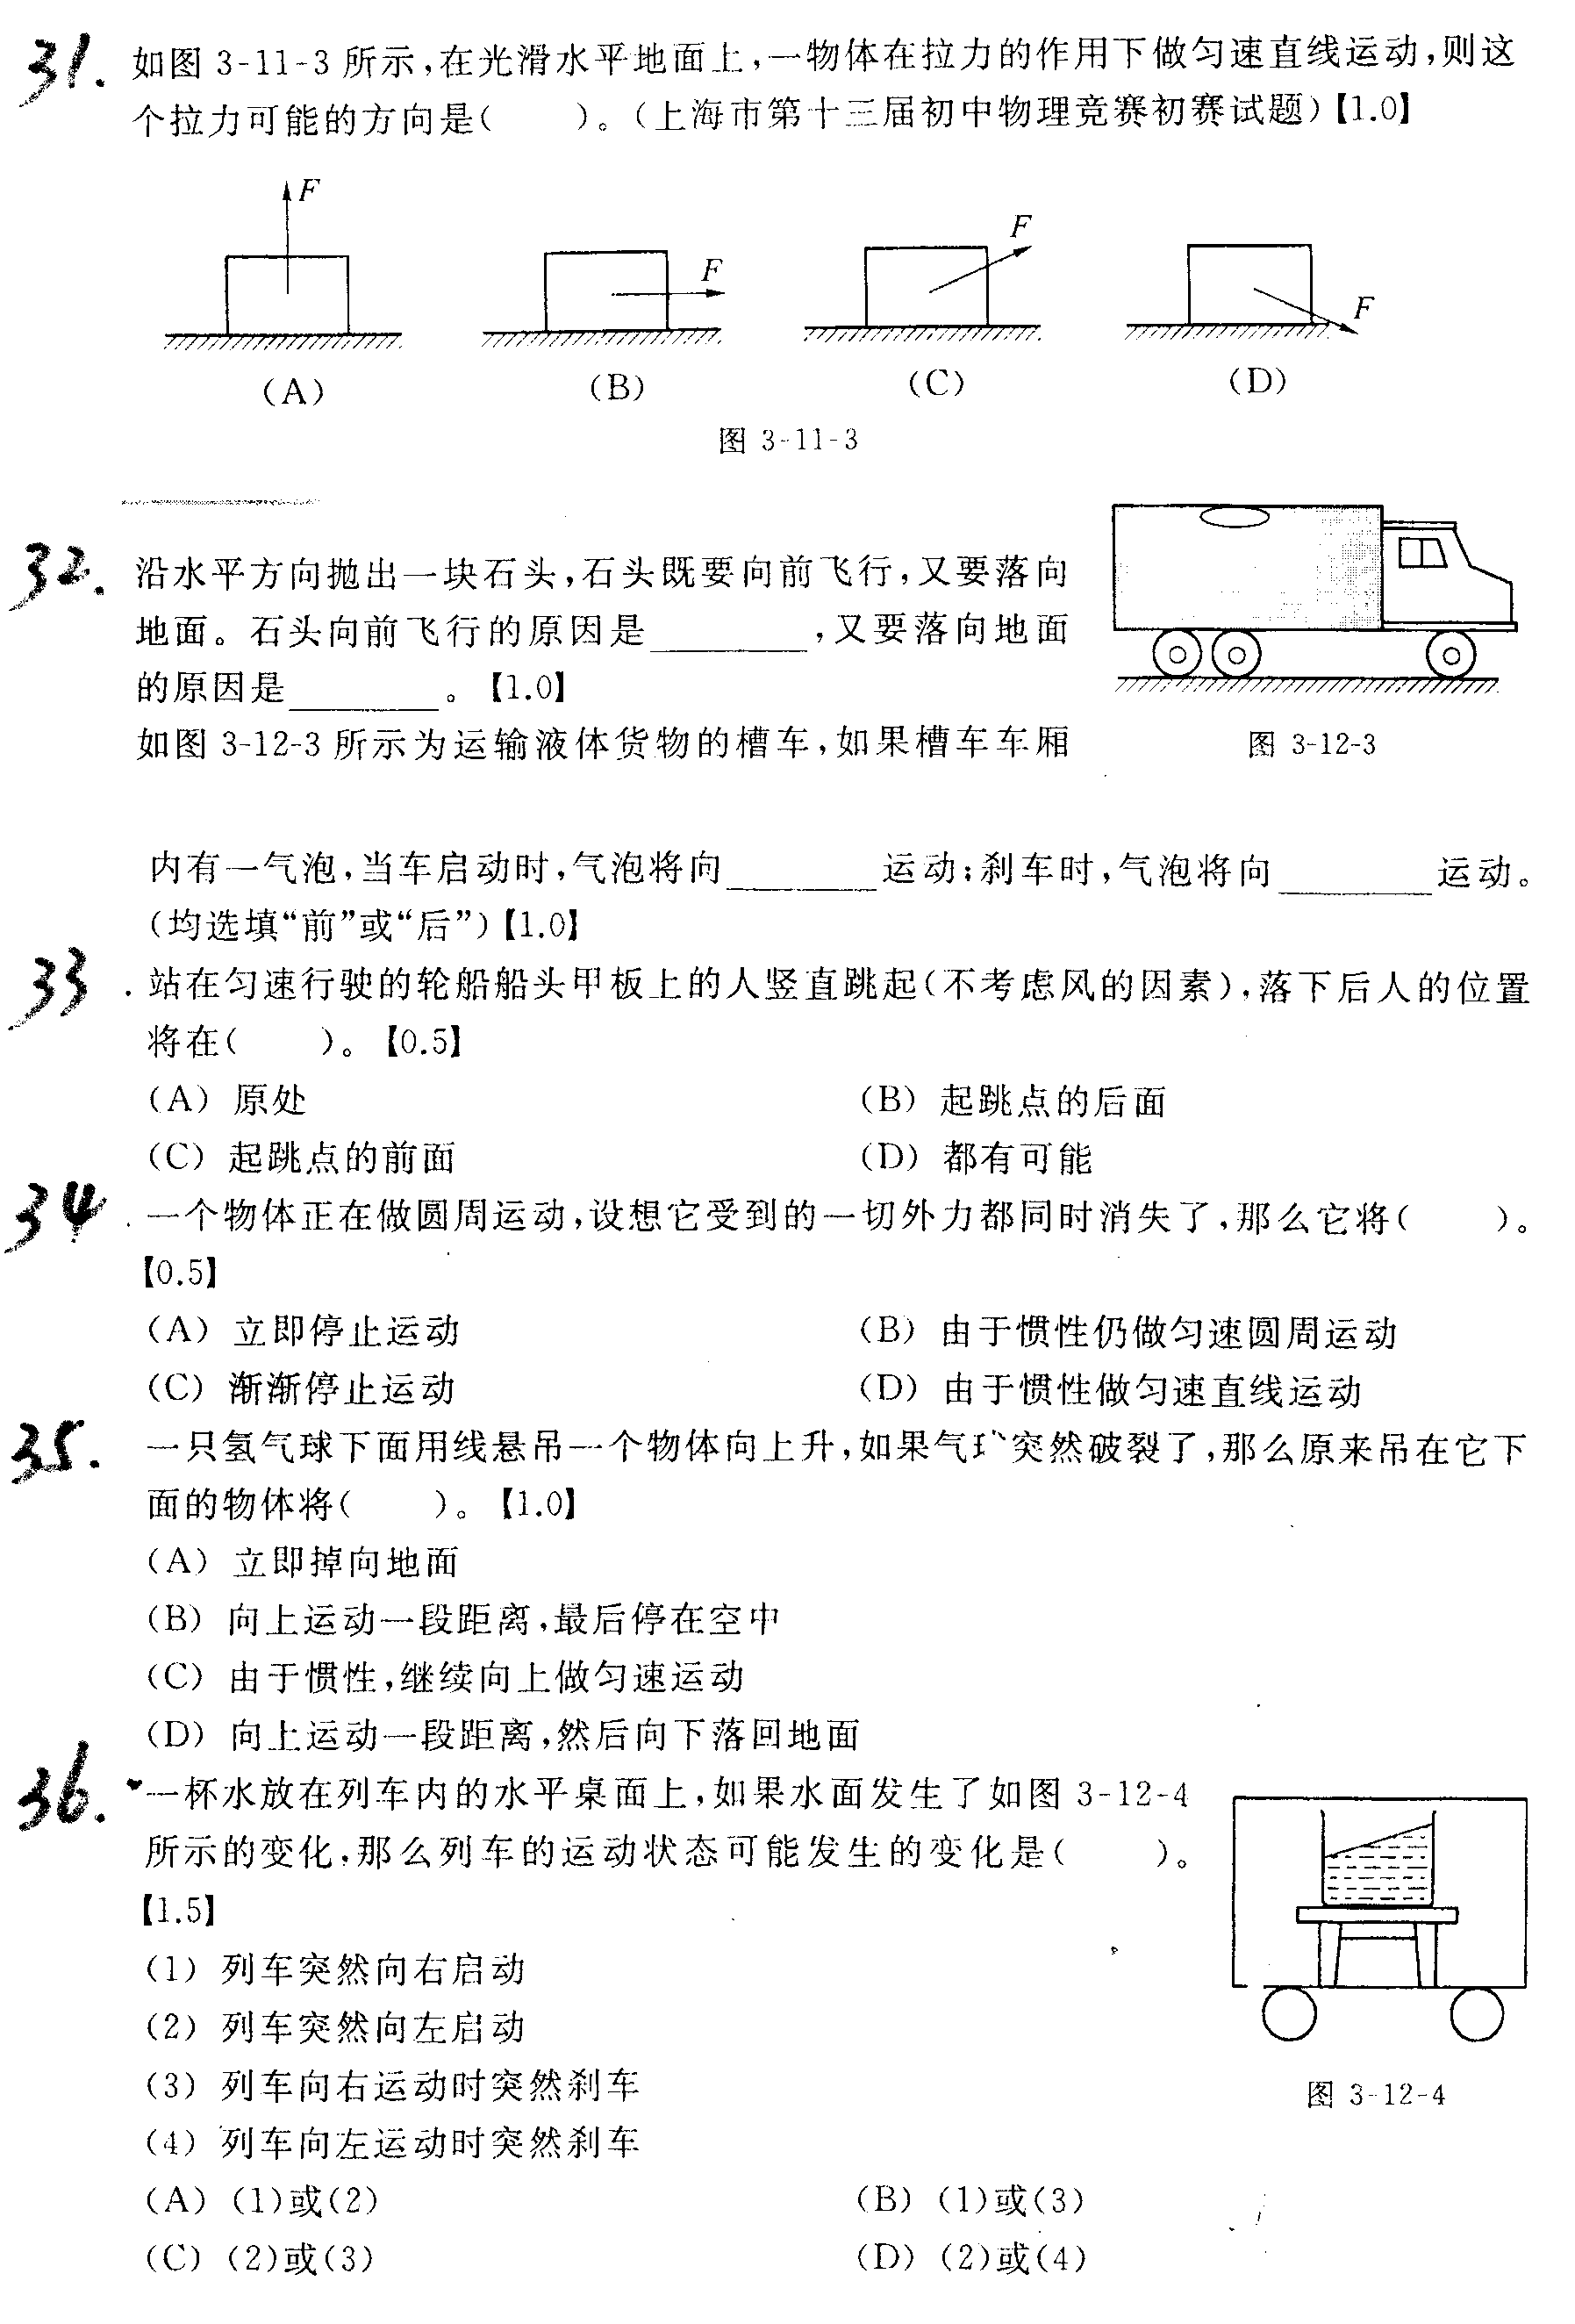 31. 如图 3-11-3 所示,在光滑水平地面上,一物体在拉力的作用下做匀速直线运动,则这
个拉力可能的方向是(　　)。(上海市第十三届初中物理竞赛初赛试题)【1.0】
F
F
F
F
(A)
(B)
(C)
(D)
图 3-11-3
32. 沿水平方向抛出一块石头,石头既要向前飞行,又要落向
地面。石头向前飞行的原因是________,又要落向地面
的原因是________。【1.0】
如图 3-12-3 所示为运输液体货物的槽车,如果槽车车厢
图 3-12-3
内有一气泡,当车启动时,气泡将向________运动;刹车时,气泡将向________运动。
(均选填“前”或“后”)【1.0】
33. 站在匀速行驶的轮船船头甲板上的人竖直跳起(不考虑风的因素),落下后人的位置
将在(　　)。【0.5】
(A) 原处
(B) 起跳点的后面
(C) 起跳点的前面
(D) 都有可能
34. 一个物体正在做圆周运动,设想它受到的一切外力都同时消失了,那么它将(　　)。
【0.5】
(A) 立即停止运动
(B) 由于惯性仍做匀速圆周运动
(C) 渐渐停止运动
(D) 由于惯性做匀速直线运动
35. 一只氢气球下面用线悬吊一个物体向上升,如果气 突然破裂了,那么原来吊在它下
面的物体将(　　)。【1.0】
(A) 立即掉向地面
(B) 向上运动一段距离,最后停在空中
(C) 由于惯性,继续向上做匀速运动
(D) 向上运动一段距离,然后向下落回地面
36. 一杯水放在列车内的水平桌面上,如果水面发生了如图 3-12-4
所示的变化,那么列车的运动状态可能发生的变化是(　　)。
【1.5】
(1) 列车突然向右启动
(2) 列车突然向左启动
(3) 列车向右运动时突然刹车
(4) 列车向左运动时突然刹车
图 3-12-4
(A) (1)或(2)
(B) (1)或(3)
(C) (2)或(3)
(D) (2)或(4)